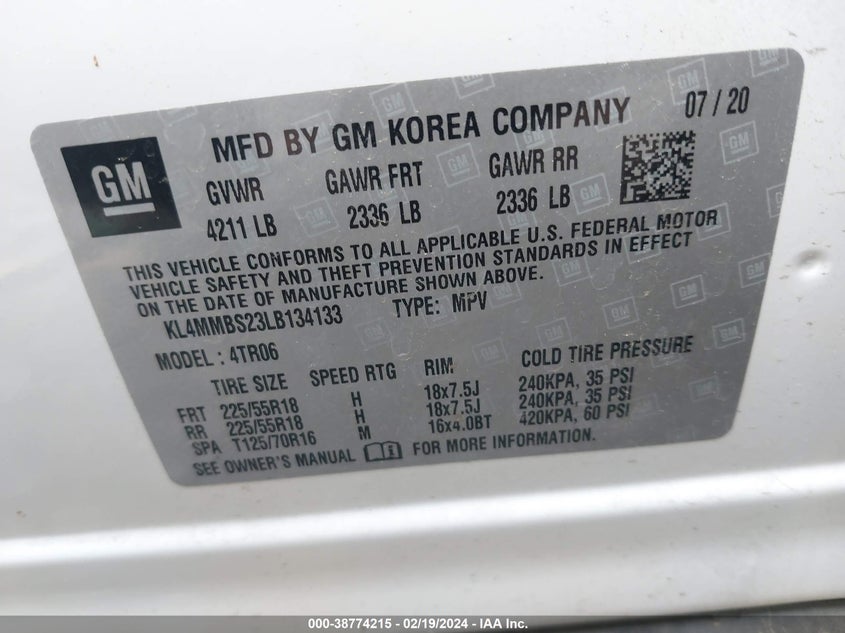 MFD BY GM KOREA COMPANY 07 / 20
GM
GVWR GAWR FRT GAWR RR
4211 LB 2336 LB 2336 LB
THIS VEHICLE CONFORMS TO ALL APPLICABLE U.S. FEDERAL MOTOR
VEHICLE SAFETY AND THEFT PREVENTION STANDARDS IN EFFECT
ON THE DATE OF MANUFACTURE SHOWN ABOVE.
KL4MMBS23LB134133 TYPE: MPV
MODEL : 4TR06
TIRE SIZE SPEED RTG RIM COLD TIRE PRESSURE
FRT 225/55R18 H 18x7.5J 240KPA, 35 PSI
RR 225/55R18 H 18x7.5J 240KPA, 35 PSI
SPA T125/70R16 M 16x4.0BT 420KPA, 60 PSI
SEE OWNER'S MANUAL FOR MORE INFORMATION.
000-38774215 - 02/19/2024 - IAA Inc.